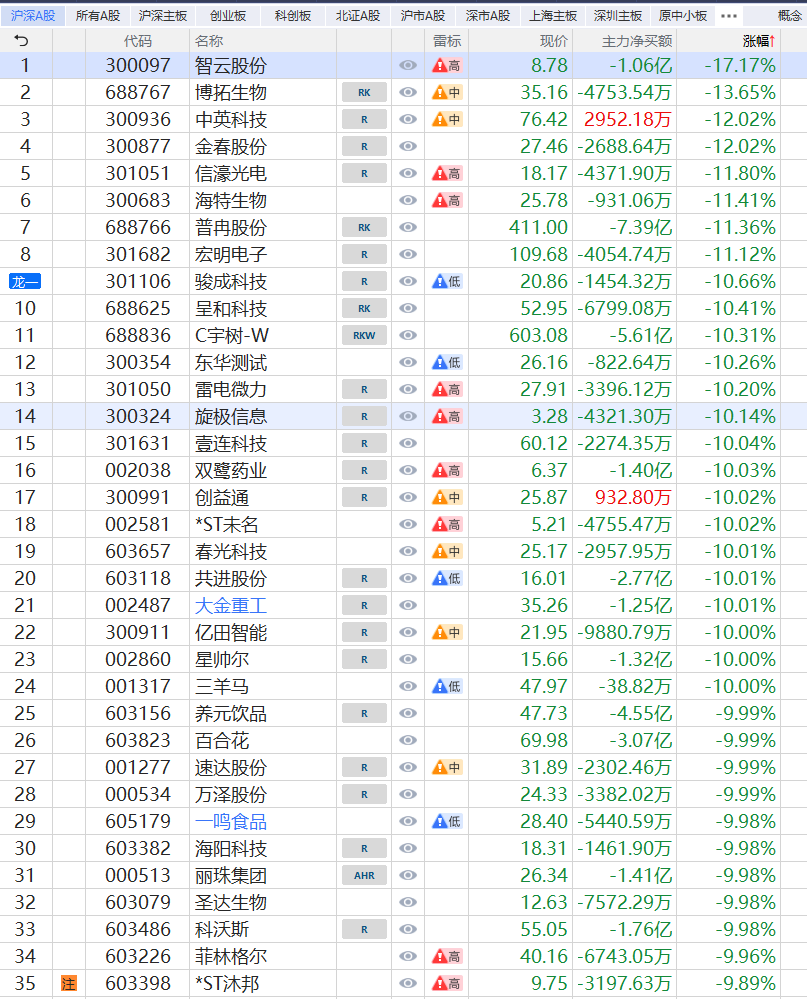 沪深A股 所有A股 沪深主板 创业板 科创板 北证A股 沪市A股 深市A股 上海主板 深圳主板 原中小板 ••• 概念
代码 名称 雷标 现价 主力净买额 涨幅↑
1 300097 智云股份 高 8.78 -1.06亿 -17.17%
2 688767 博拓生物 RK 中 35.16 -4753.54万 -13.65%
3 300936 中英科技 R 中 76.42 2952.18万 -12.02%
4 300877 金春股份 R 27.46 -2688.64万 -12.02%
5 301051 信濠光电 R 高 18.17 -4371.90万 -11.80%
6 300683 海特生物 高 25.78 -931.06万 -11.41%
7 688766 普冉股份 RK 411.00 -7.39亿 -11.36%
8 301682 宏明电子 R 109.68 -4054.74万 -11.12%
龙一 301106 骏成科技 R 低 20.86 -1454.32万 -10.66%
10 688625 呈和科技 RK 52.95 -6799.08万 -10.41%
11 688836 C宇树-W RKW 603.08 -5.61亿 -10.31%
12 300354 东华测试 低 26.16 -822.64万 -10.26%
13 301050 雷电微力 R 高 27.91 -3396.12万 -10.20%
14 300324 旋极信息 R 高 3.28 -4321.30万 -10.14%
15 301631 壹连科技 R 60.12 -2274.35万 -10.04%
16 002038 双鹭药业 R 高 6.37 -1.40亿 -10.03%
17 300991 创益通 R 中 25.87 932.80万 -10.02%
18 002581 *ST未名 高 5.21 -4755.47万 -10.02%
19 603657 春光科技 中 25.17 -2957.95万 -10.01%
20 603118 共进股份 R 低 16.01 -2.77亿 -10.01%
21 002487 大金重工 R 35.26 -1.25亿 -10.01%
22 300911 亿田智能 R 中 21.95 -9880.79万 -10.00%
23 002860 星帅尔 R 15.66 -1.32亿 -10.00%
24 001317 三羊马 低 47.97 -38.82万 -10.00%
25 603156 养元饮品 R 47.73 -4.55亿 -9.99%
26 603823 百合花 69.98 -3.07亿 -9.99%
27 001277 速达股份 R 中 31.89 -2302.46万 -9.99%
28 000534 万泽股份 R 24.33 -3382.02万 -9.99%
29 605179 一鸣食品 低 28.40 -5440.59万 -9.98%
30 603382 海阳科技 R 18.31 -1461.90万 -9.98%
31 000513 丽珠集团 AHR 26.34 -1.41亿 -9.98%
32 603079 圣达生物 12.63 -7572.29万 -9.98%
33 603486 科沃斯 R 55.05 -1.76亿 -9.98%
34 603226 菲林格尔 高 40.16 -6743.05万 -9.96%
35 注 603398 *ST沐邦 高 9.75 -3197.63万 -9.89%